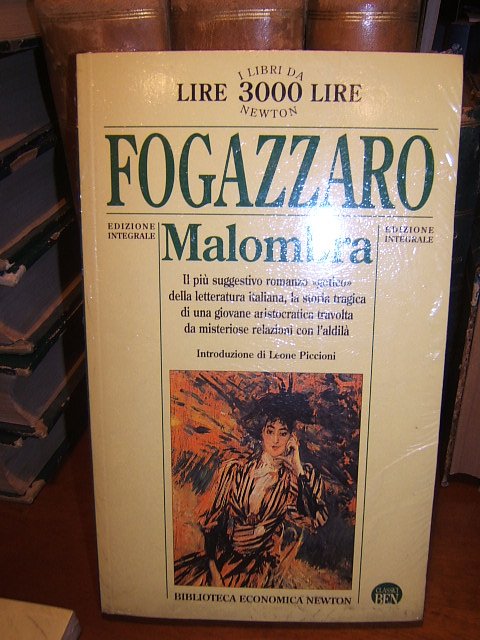 I LIBRI DA
LIRE 3000 LIRE
NEWTON
FOGAZZARO
EDIZIONE
INTEGRALE
Malombra
EDIZIONE
INTEGRALE
Il più suggestivo romanzo «gotico»
della letteratura italiana, la storia tragica
di una giovane aristocratica travolta
da misteriose relazioni con l'aldilà
Introduzione di Leone Piccioni
BIBLIOTECA ECONOMICA NEWTON
CLASSICI
BEN